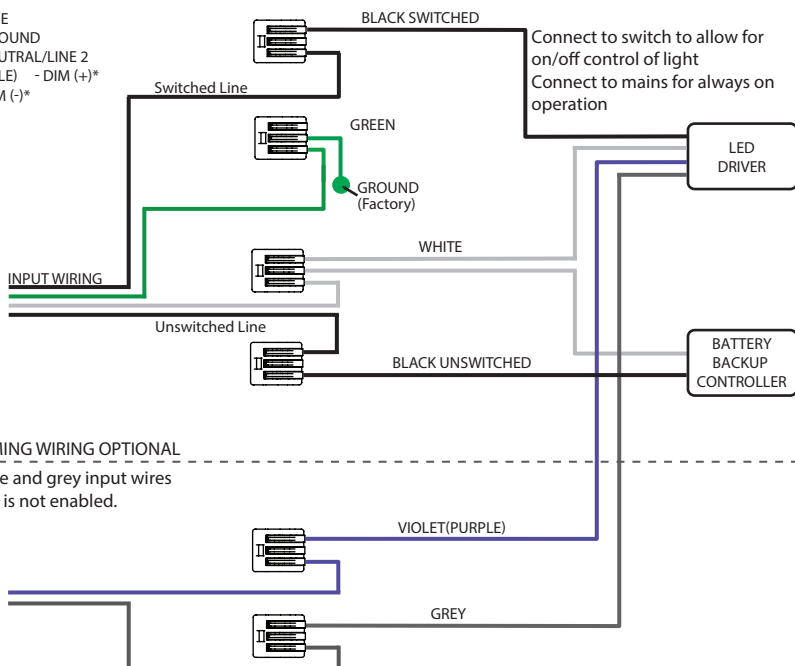 E
OUND
UTRAL/LINE 2
LE) - DIM (+)*
M (-)*
BLACK SWITCHED
Connect to switch to allow for
on/off control of light
Connect to mains for always on
operation
Switched Line
GREEN
LED
DRIVER
GROUND
(Factory)
WHITE
INPUT WIRING
Unswitched Line
BLACK UNSWITCHED
BATTERY
BACKUP
CONTROLLER
MING WIRING OPTIONAL
e and grey input wires
is not enabled.
VIOLET(PURPLE)
GREY